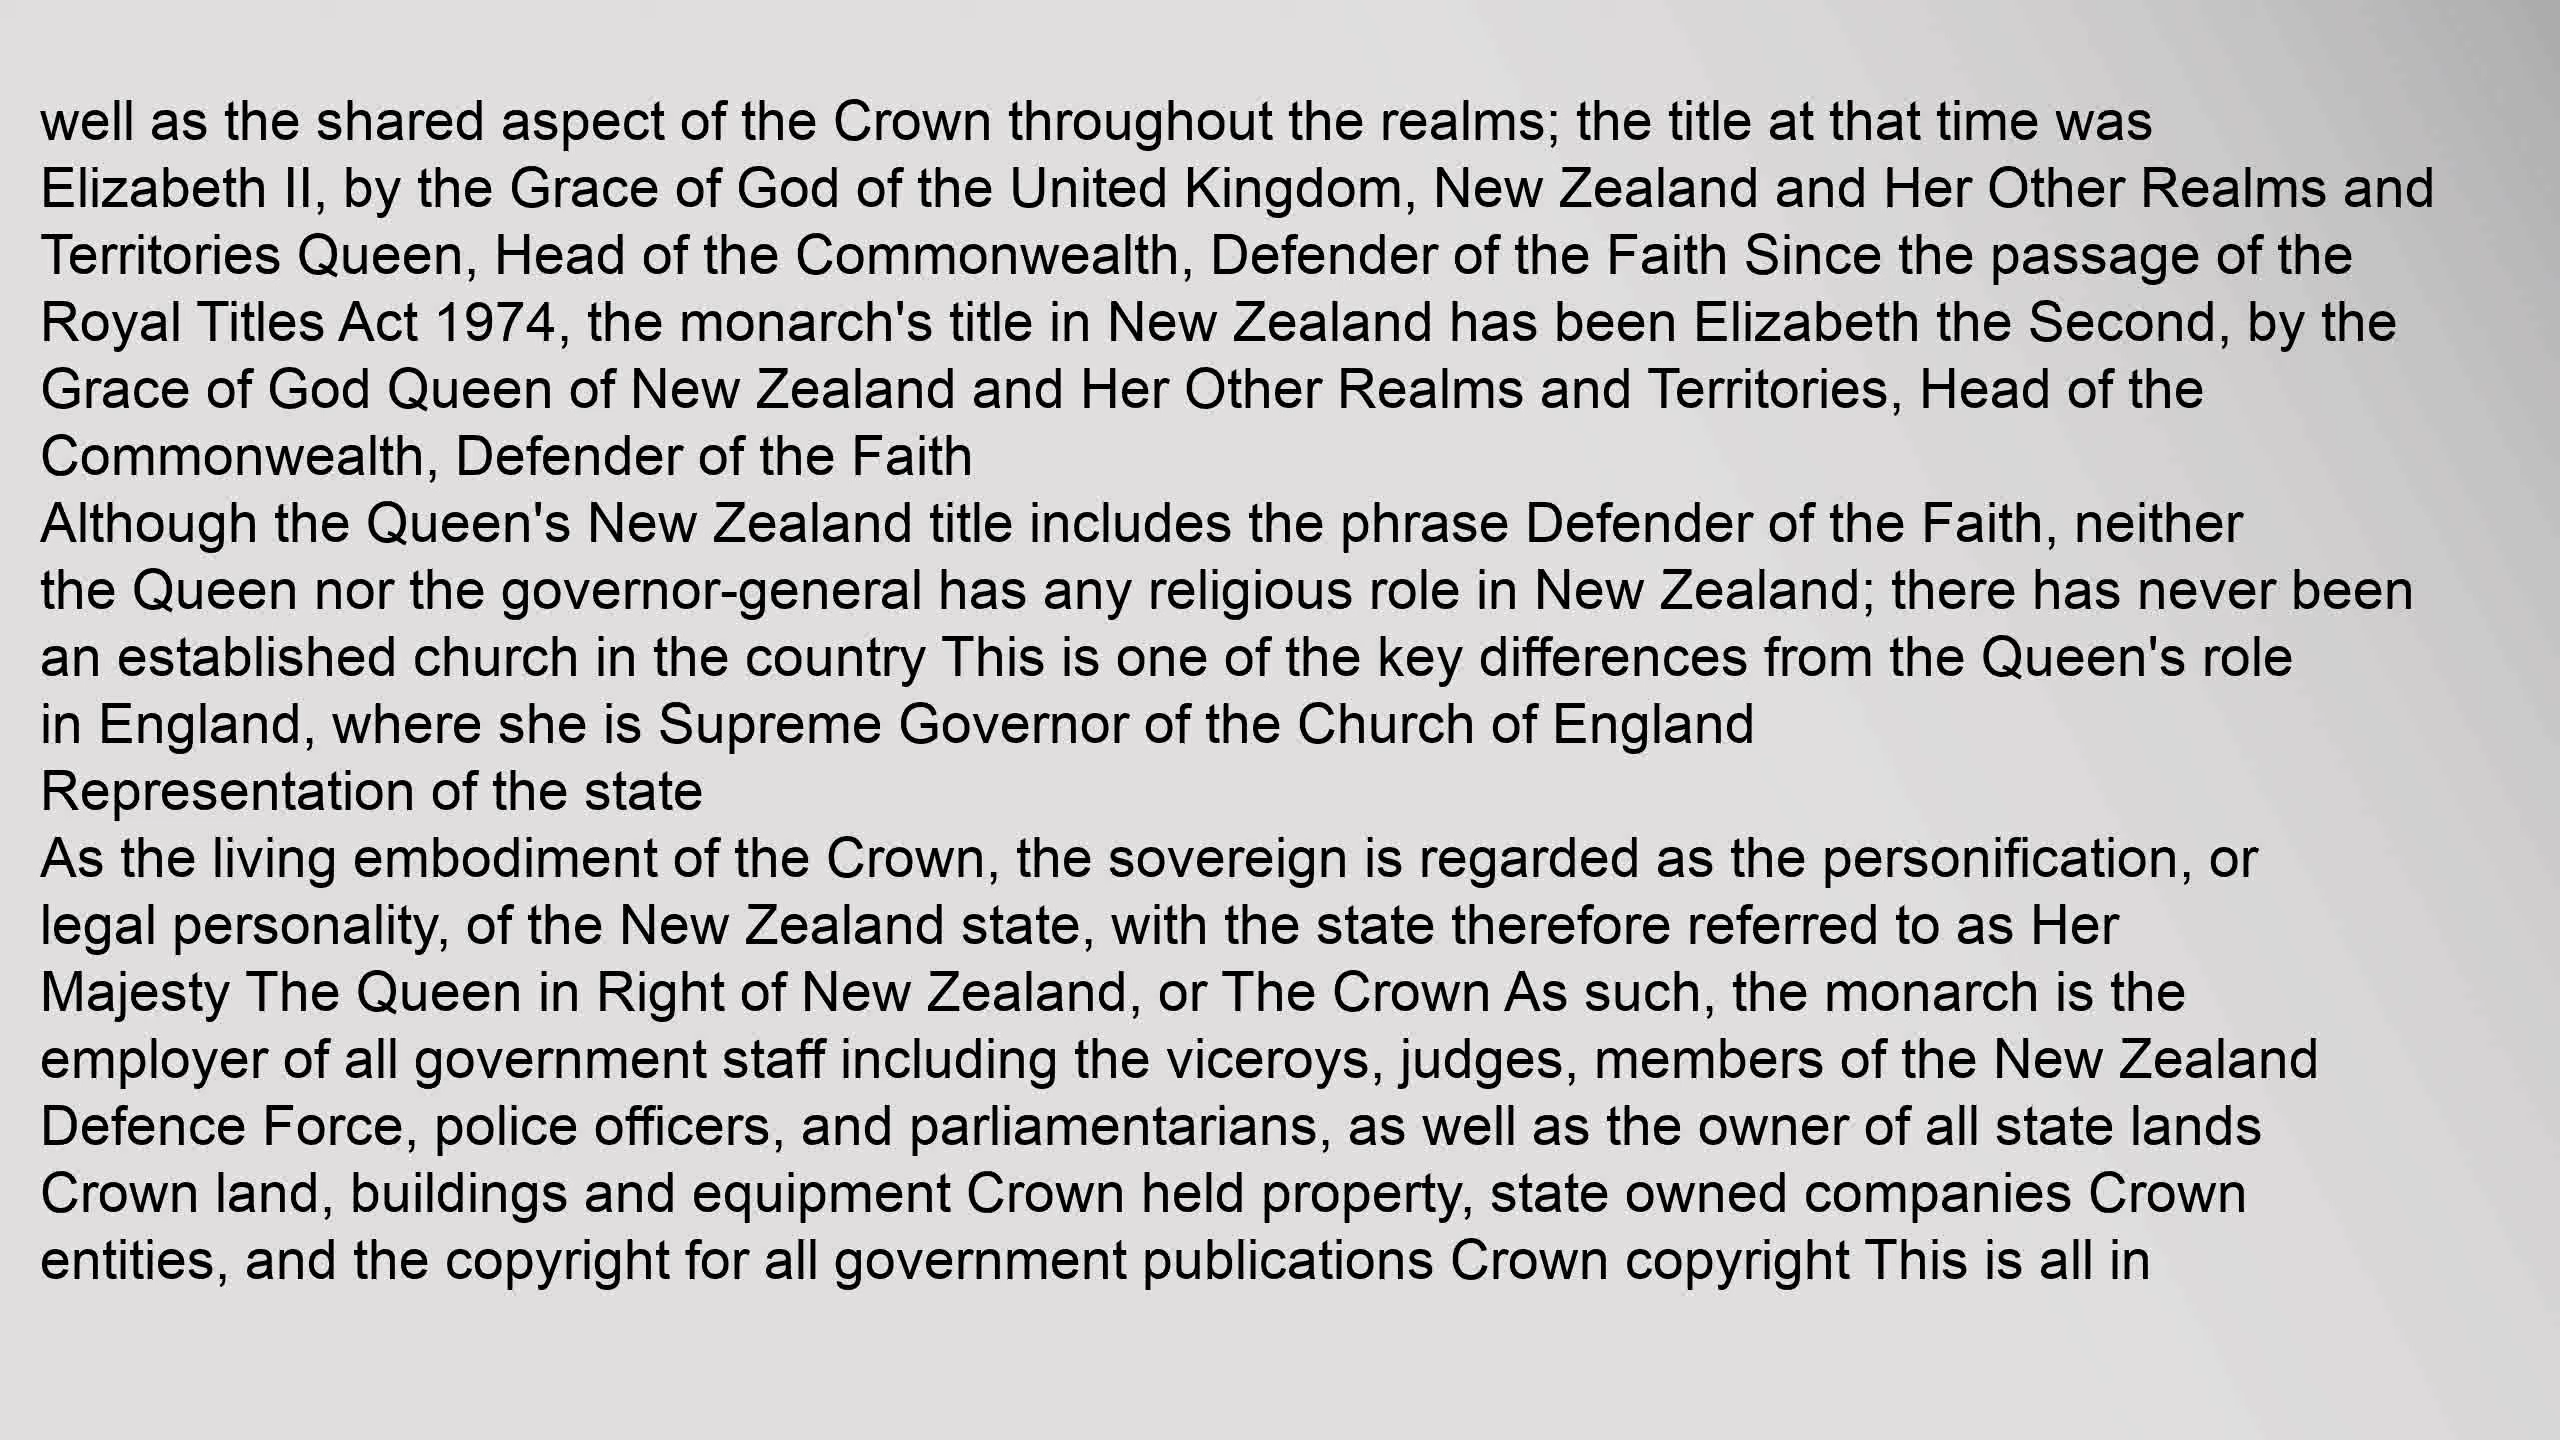 well as the shared aspect of the Crown throughout the realms; the title at that time was
Elizabeth II, by the Grace of God of the United Kingdom, New Zealand and Her Other Realms and
Territories Queen, Head of the Commonwealth, Defender of the Faith Since the passage of the
Royal Titles Act 1974, the monarch's title in New Zealand has been Elizabeth the Second, by the
Grace of God Queen of New Zealand and Her Other Realms and Territories, Head of the
Commonwealth, Defender of the Faith
Although the Queen's New Zealand title includes the phrase Defender of the Faith, neither
the Queen nor the governor-general has any religious role in New Zealand; there has never been
an established church in the country This is one of the key differences from the Queen's role
in England, where she is Supreme Governor of the Church of England
Representation of the state
As the living embodiment of the Crown, the sovereign is regarded as the personification, or
legal personality, of the New Zealand state, with the state therefore referred to as Her
Majesty The Queen in Right of New Zealand, or The Crown As such, the monarch is the
employer of all government staff including the viceroys, judges, members of the New Zealand
Defence Force, police officers, and parliamentarians, as well as the owner of all state lands
Crown land, buildings and equipment Crown held property, state owned companies Crown
entities, and the copyright for all government publications Crown copyright This is all in